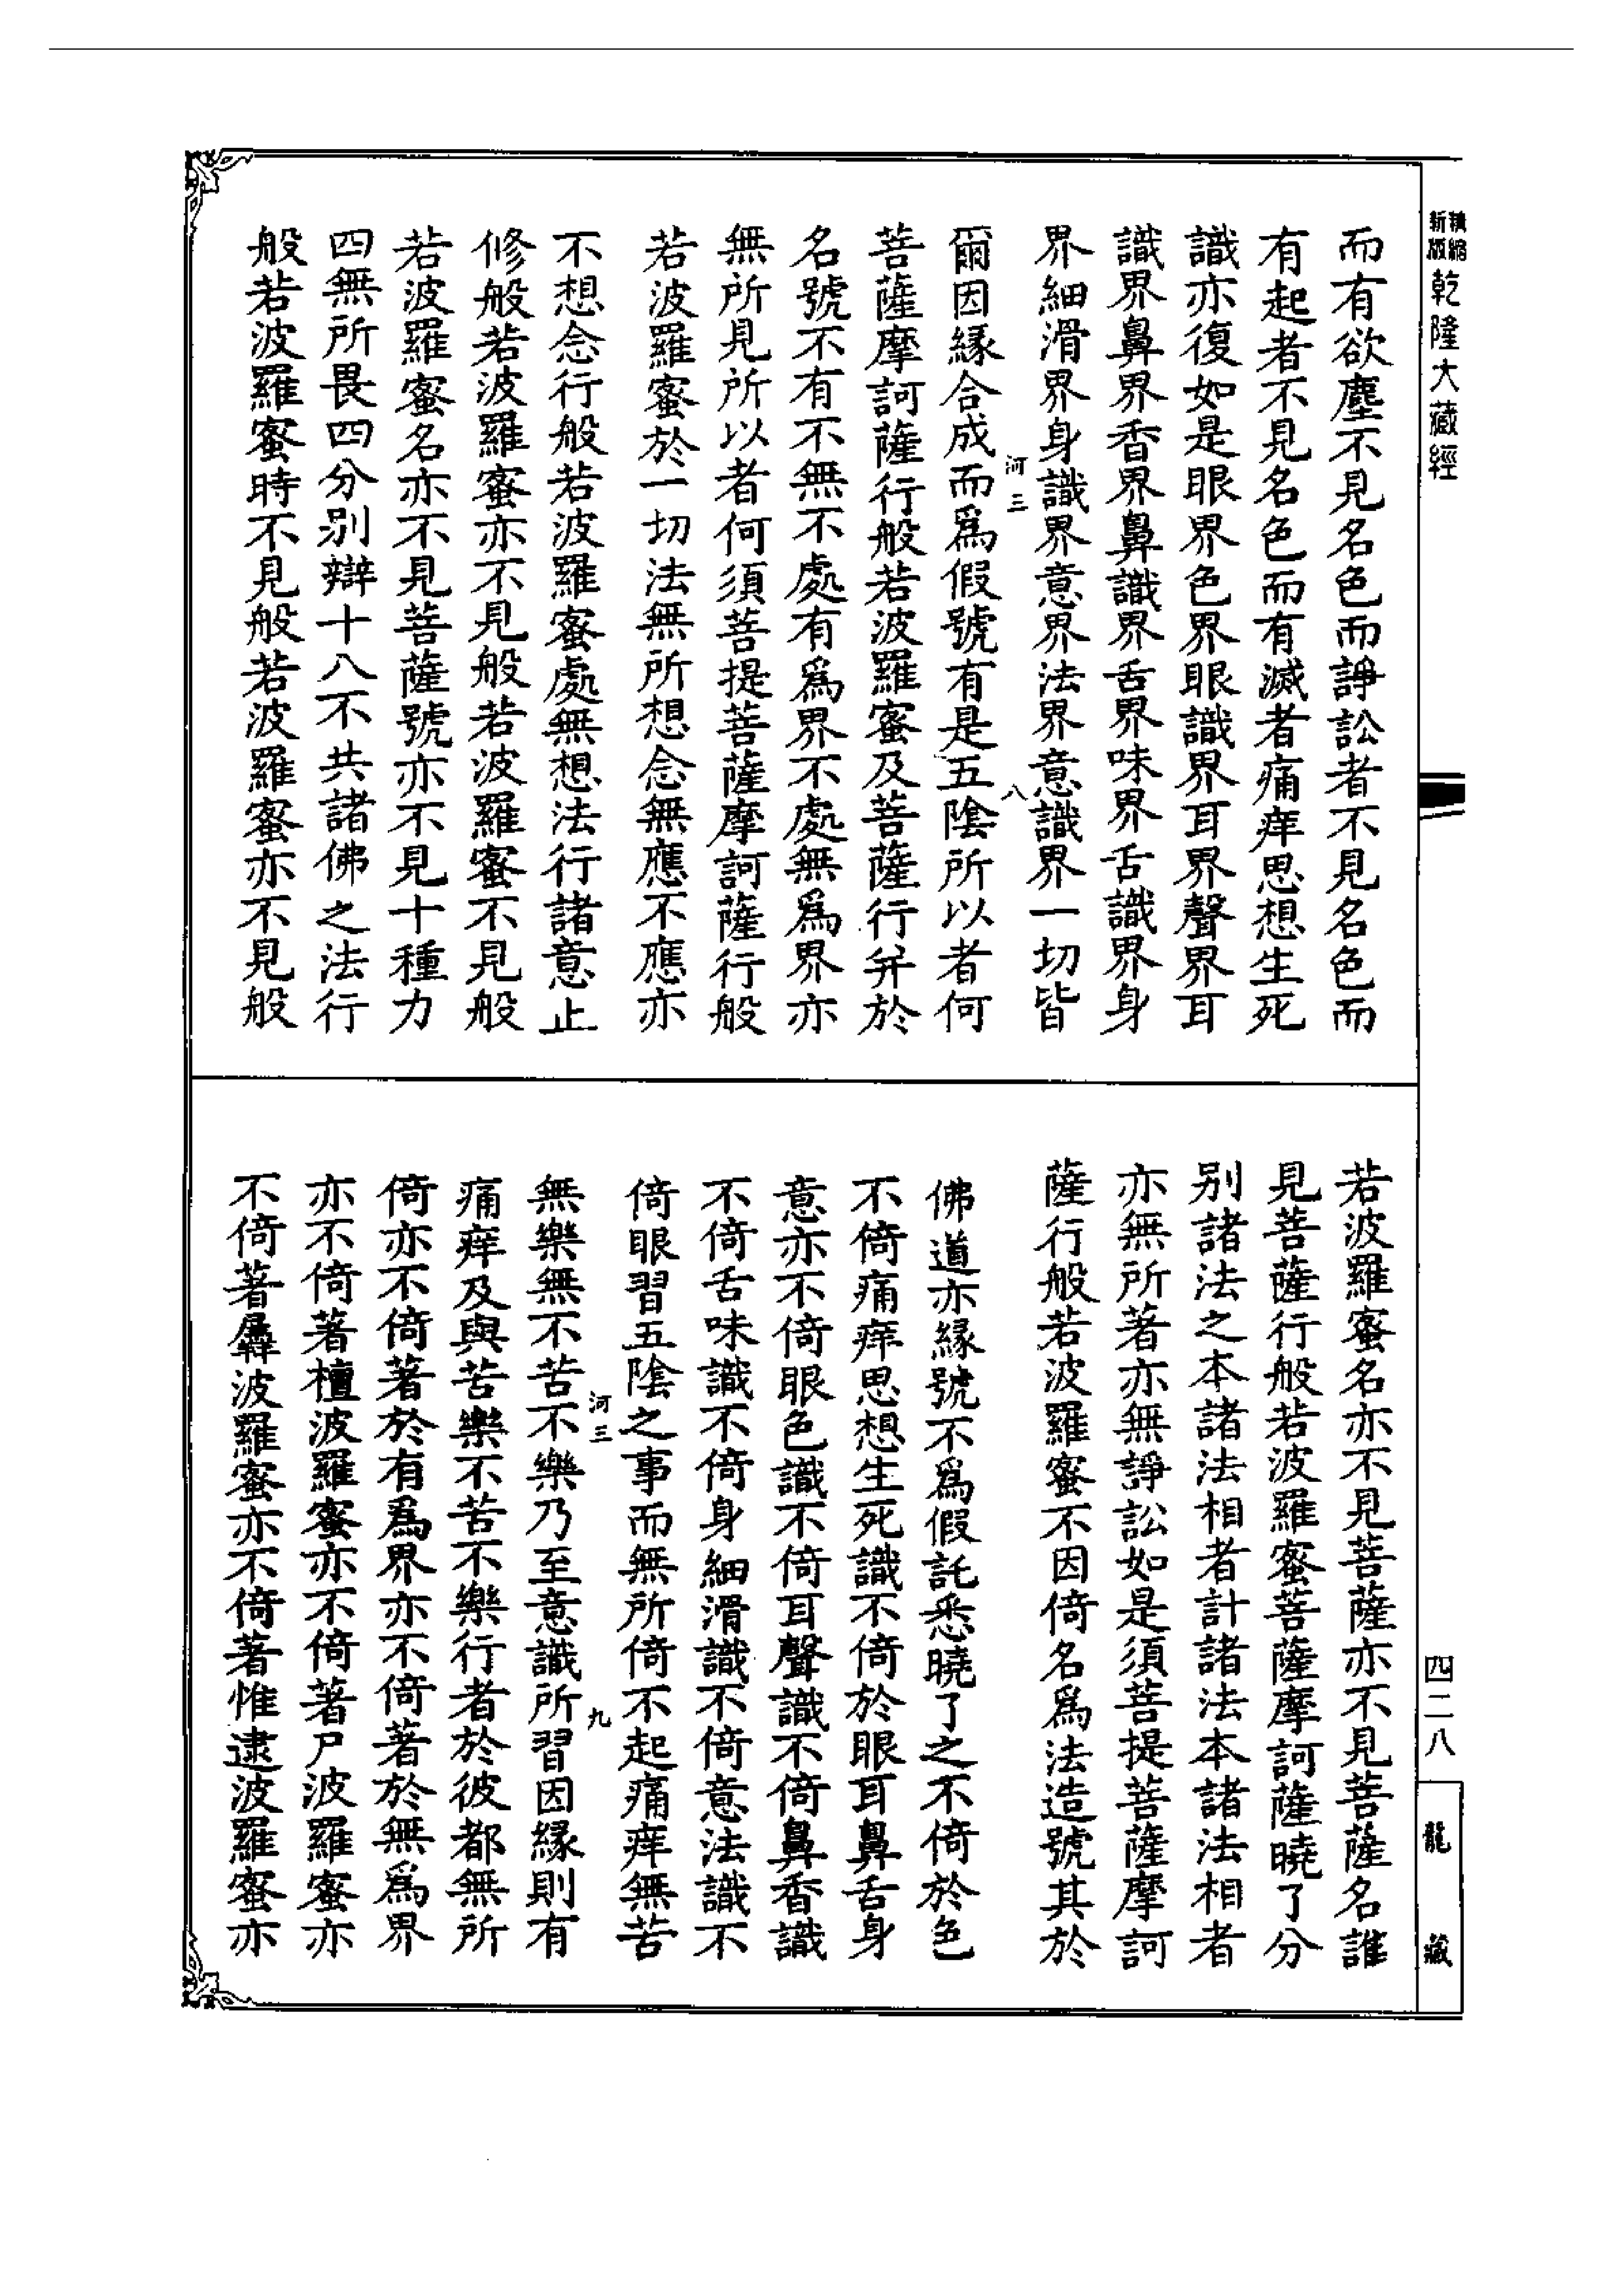 精縮新版乾隆大藏經
而有欲塵不見名色而諍訟者不見名色而
有起者不見名色而有滅者痛痒思想生死
識亦復如是眼界色界眼識界耳界聲界耳
識界鼻界香界鼻識界舌界味界舌識界身
界細滑界身識界意界法界意識界一切皆
河三 八
爾因緣合成而為假號有是五陰所以者何
菩薩摩訶薩行般若波羅蜜及菩薩行并於
名號不有不無不處有為界不處無為界亦
無所見所以者何須菩提菩薩摩訶薩行般
若波羅蜜於一切法無所想念無應不應亦
不想念行般若波羅蜜處無想法行諸意止
修般若波羅蜜亦不見般若波羅蜜不見般
若波羅蜜名亦不見菩薩號亦不見十種力
四無所畏四分別辯十八不共諸佛之法行
般若波羅蜜時不見般若波羅蜜亦不見般
若波羅蜜名亦不見菩薩亦不見菩薩名誰
見菩薩行般若波羅蜜菩薩摩訶薩曉了分
別諸法之本諸法相者計諸法本諸法相者
亦無所著亦無諍訟如是須菩提菩薩摩訶
薩行般若波羅蜜不因倚名為法造號其於
佛道亦緣號不為假託悉曉了之不倚於色
不倚痛痒思想生死識不倚於眼耳鼻舌身
意亦不倚眼色識不倚耳聲識不倚鼻香識
不倚舌味識不倚身細滑識不倚意法識不
倚眼習五陰之事而無所倚不起痛痒無苦
河三 九
無樂無不苦不樂乃至意識所習因緣則有
痛痒及與苦樂不苦不樂行者於彼都無所
倚亦不倚著於有為界亦不倚著於無為界
亦不倚著檀波羅蜜亦不倚著尸波羅蜜亦
不倚著羼波羅蜜亦不倚著惟逮波羅蜜亦
四二八
龍藏